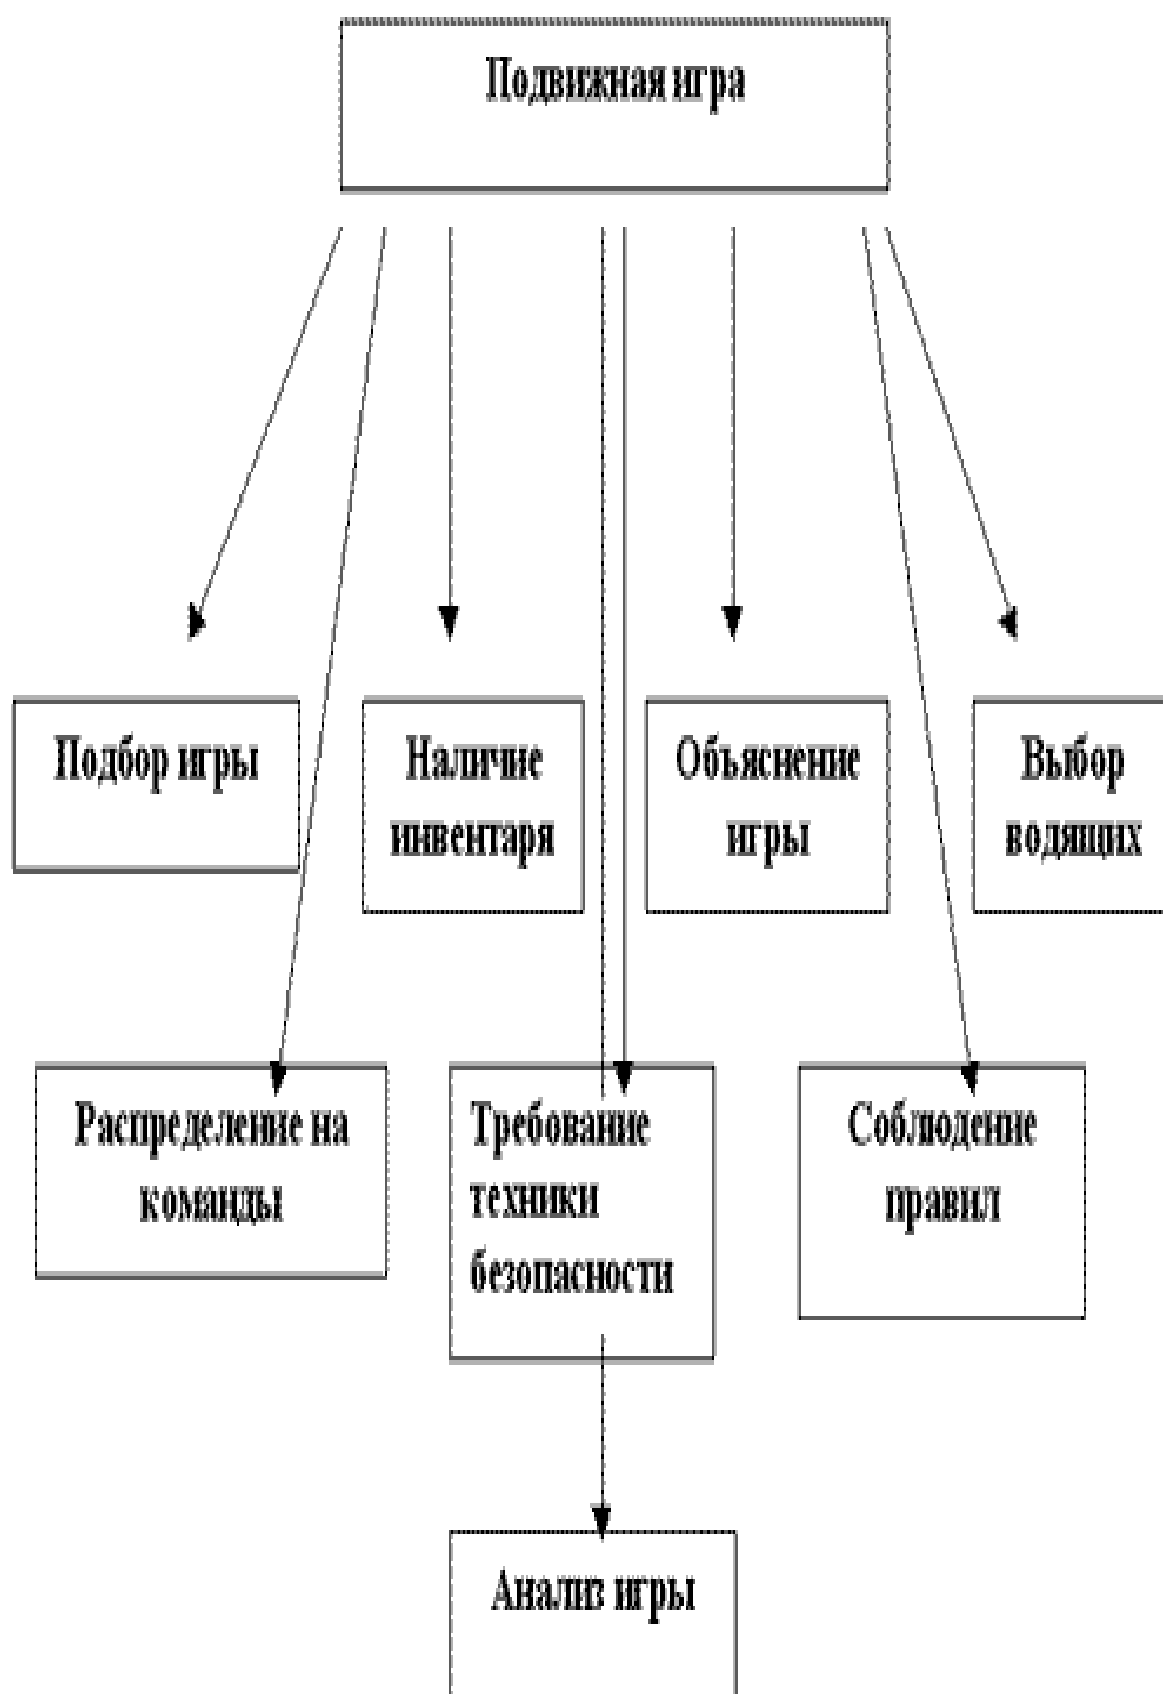 Подвижная игра
Подбор игры
Наличие
инвентаря
Объяснение
игры
Выбор
водящих
Распределение на
команды
Требование
техники
безопасности
Соблюдение
правил
Анализ игры